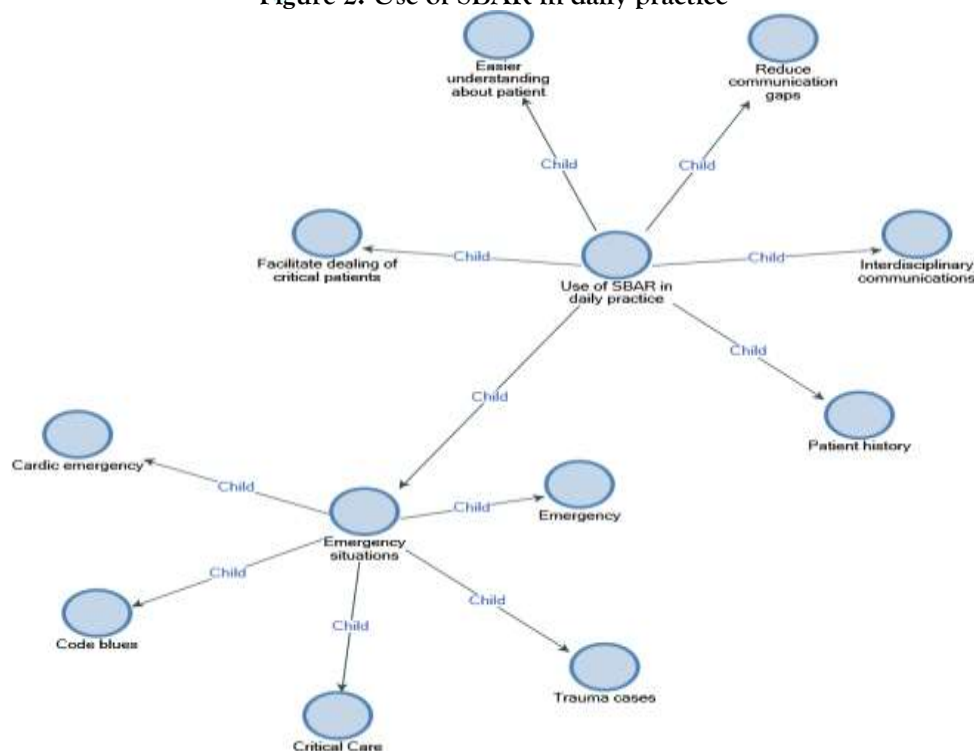 Figure 2: Use of SBAR in daily practice
Easier
understanding
about patient
Reduce
communication
gaps
Child
Child
Facilitate dealing of
critical patients
Child
Child
Interdisciplinary
communications
Use of SBAR in
daily practice
Child
Patient history
Child
Cardic emergency
Child
Child
Emergency
Emergency
situations
Child
Code blues
Child
Child
Trauma cases
Critical Care